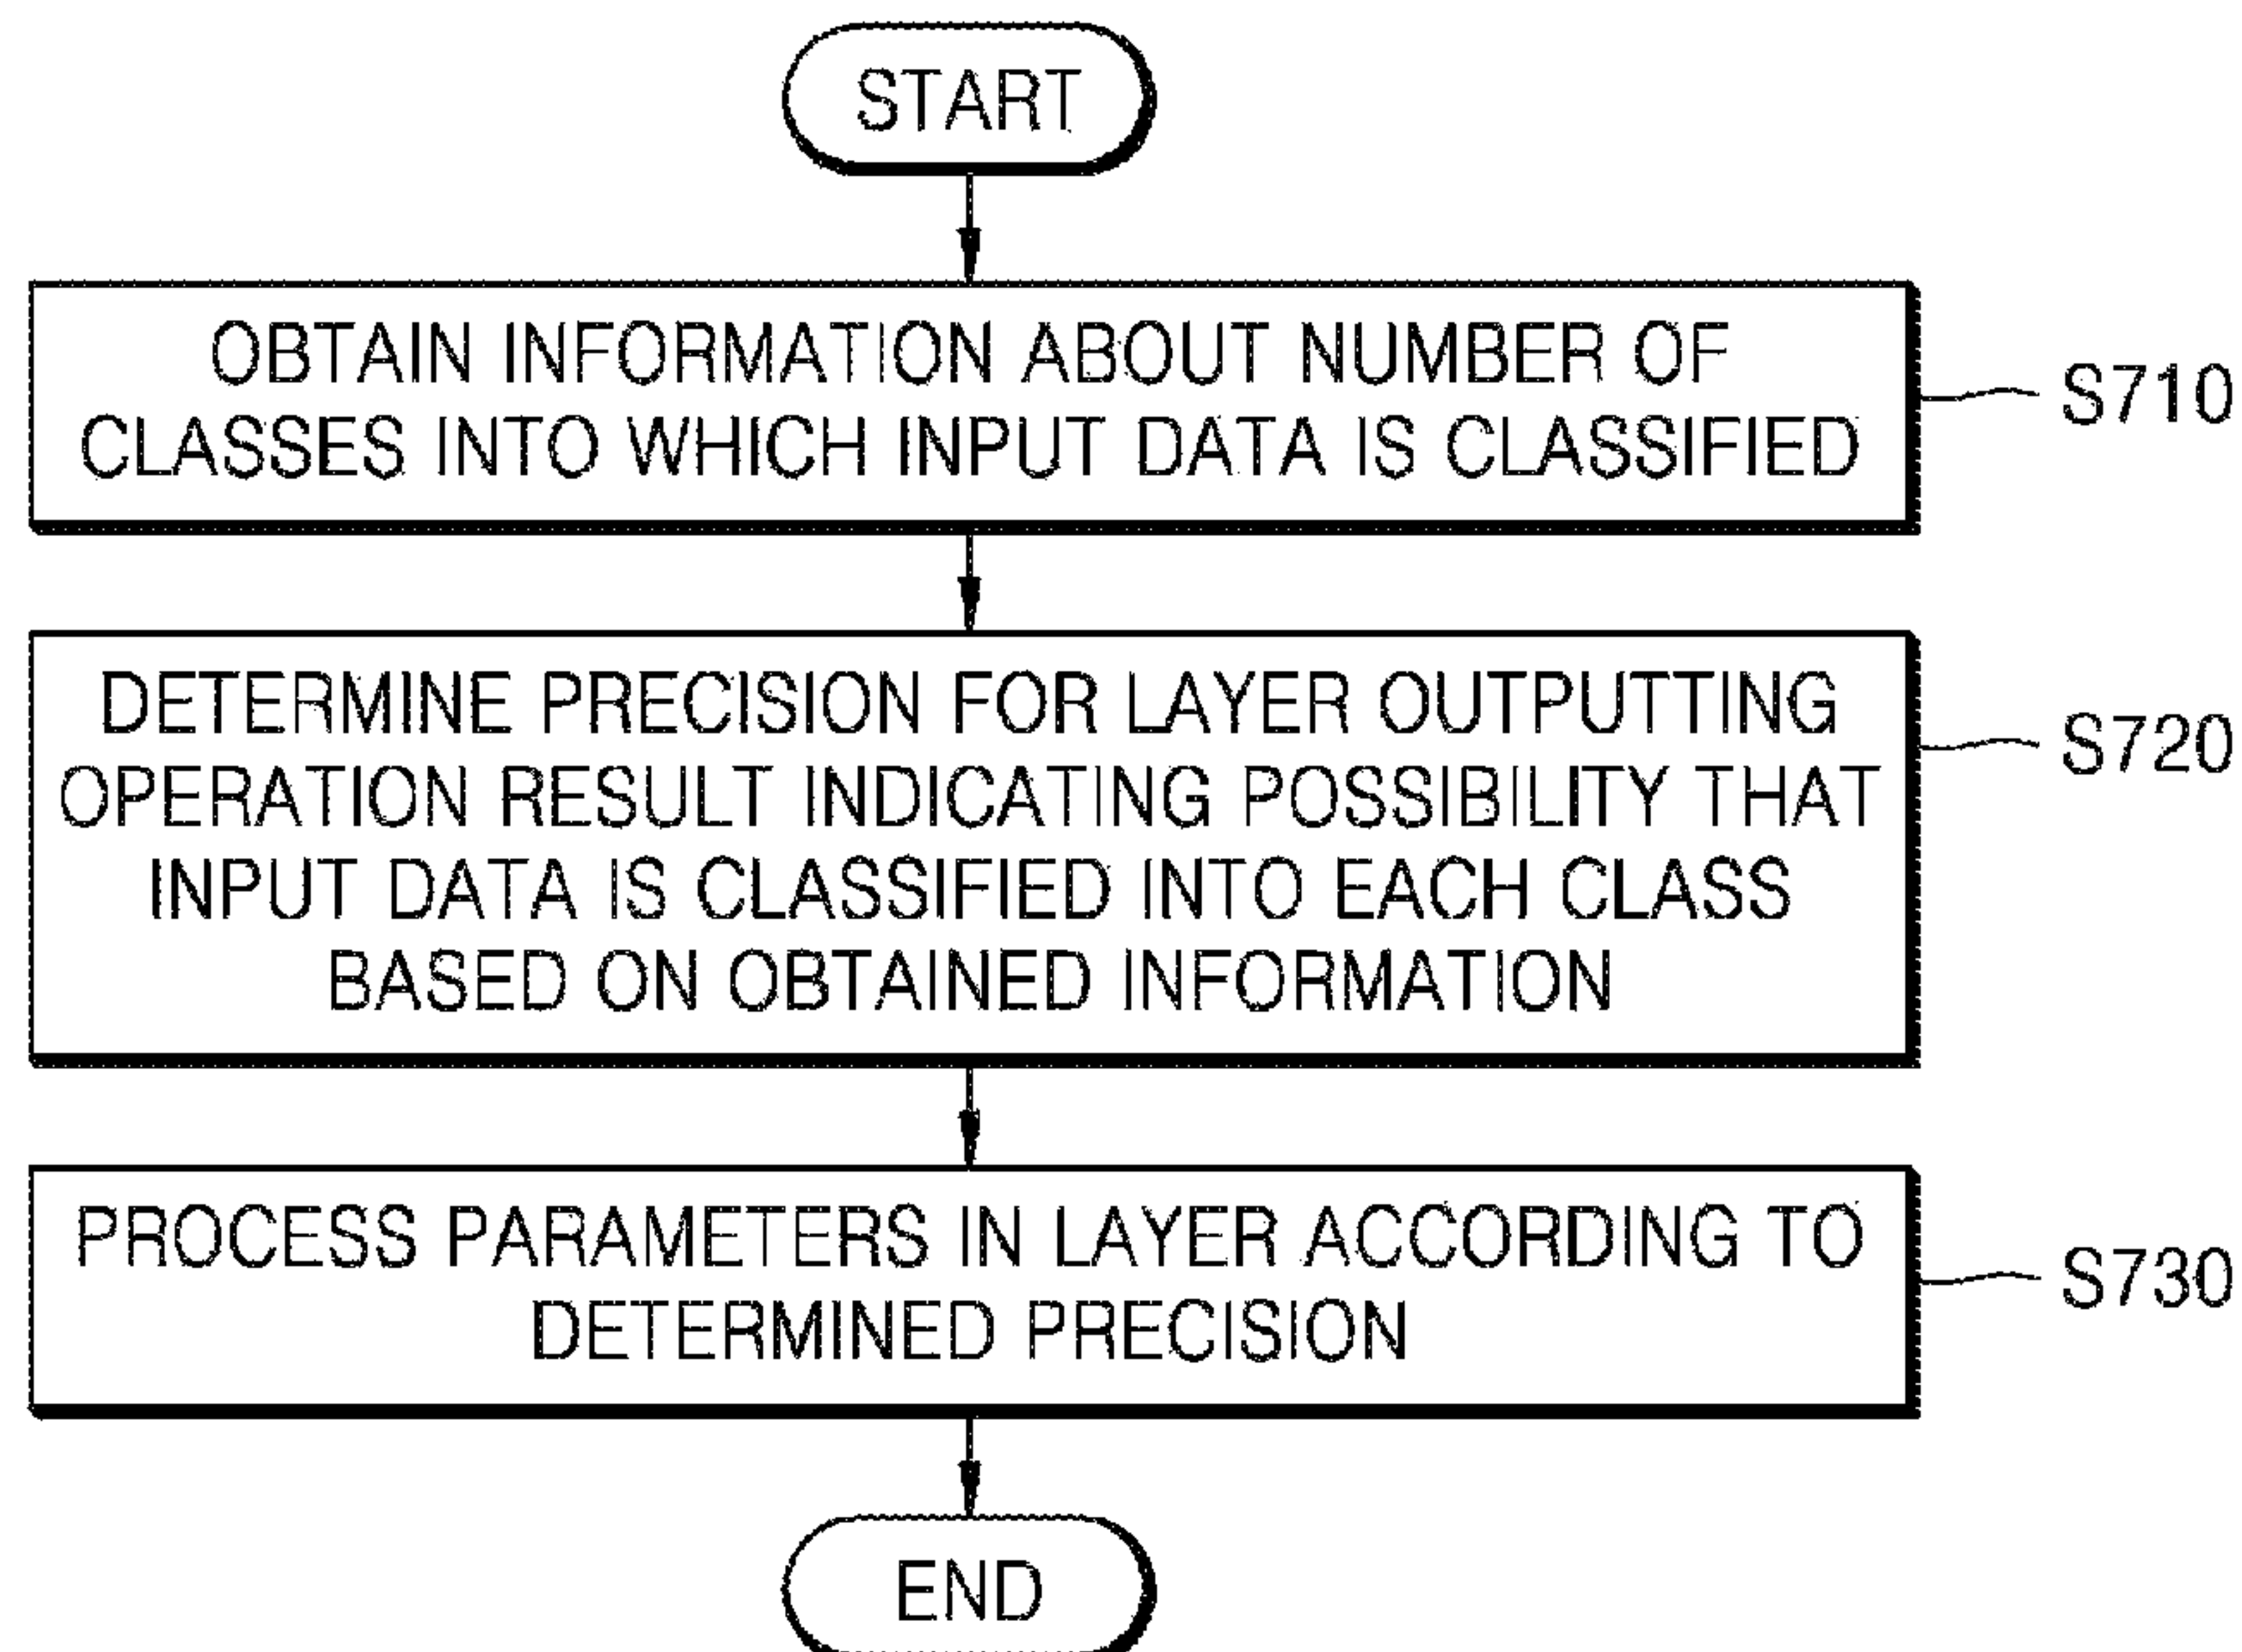 START
OBTAIN INFORMATION ABOUT NUMBER OF
CLASSES INTO WHICH INPUT DATA IS CLASSIFIED
S710
DETERMINE PRECISION FOR LAYER OUTPUTTING
OPERATION RESULT INDICATING POSSIBILITY THAT
INPUT DATA IS CLASSIFIED INTO EACH CLASS
BASED ON OBTAINED INFORMATION
S720
PROCESS PARAMETERS IN LAYER ACCORDING TO
DETERMINED PRECISION
S730
END